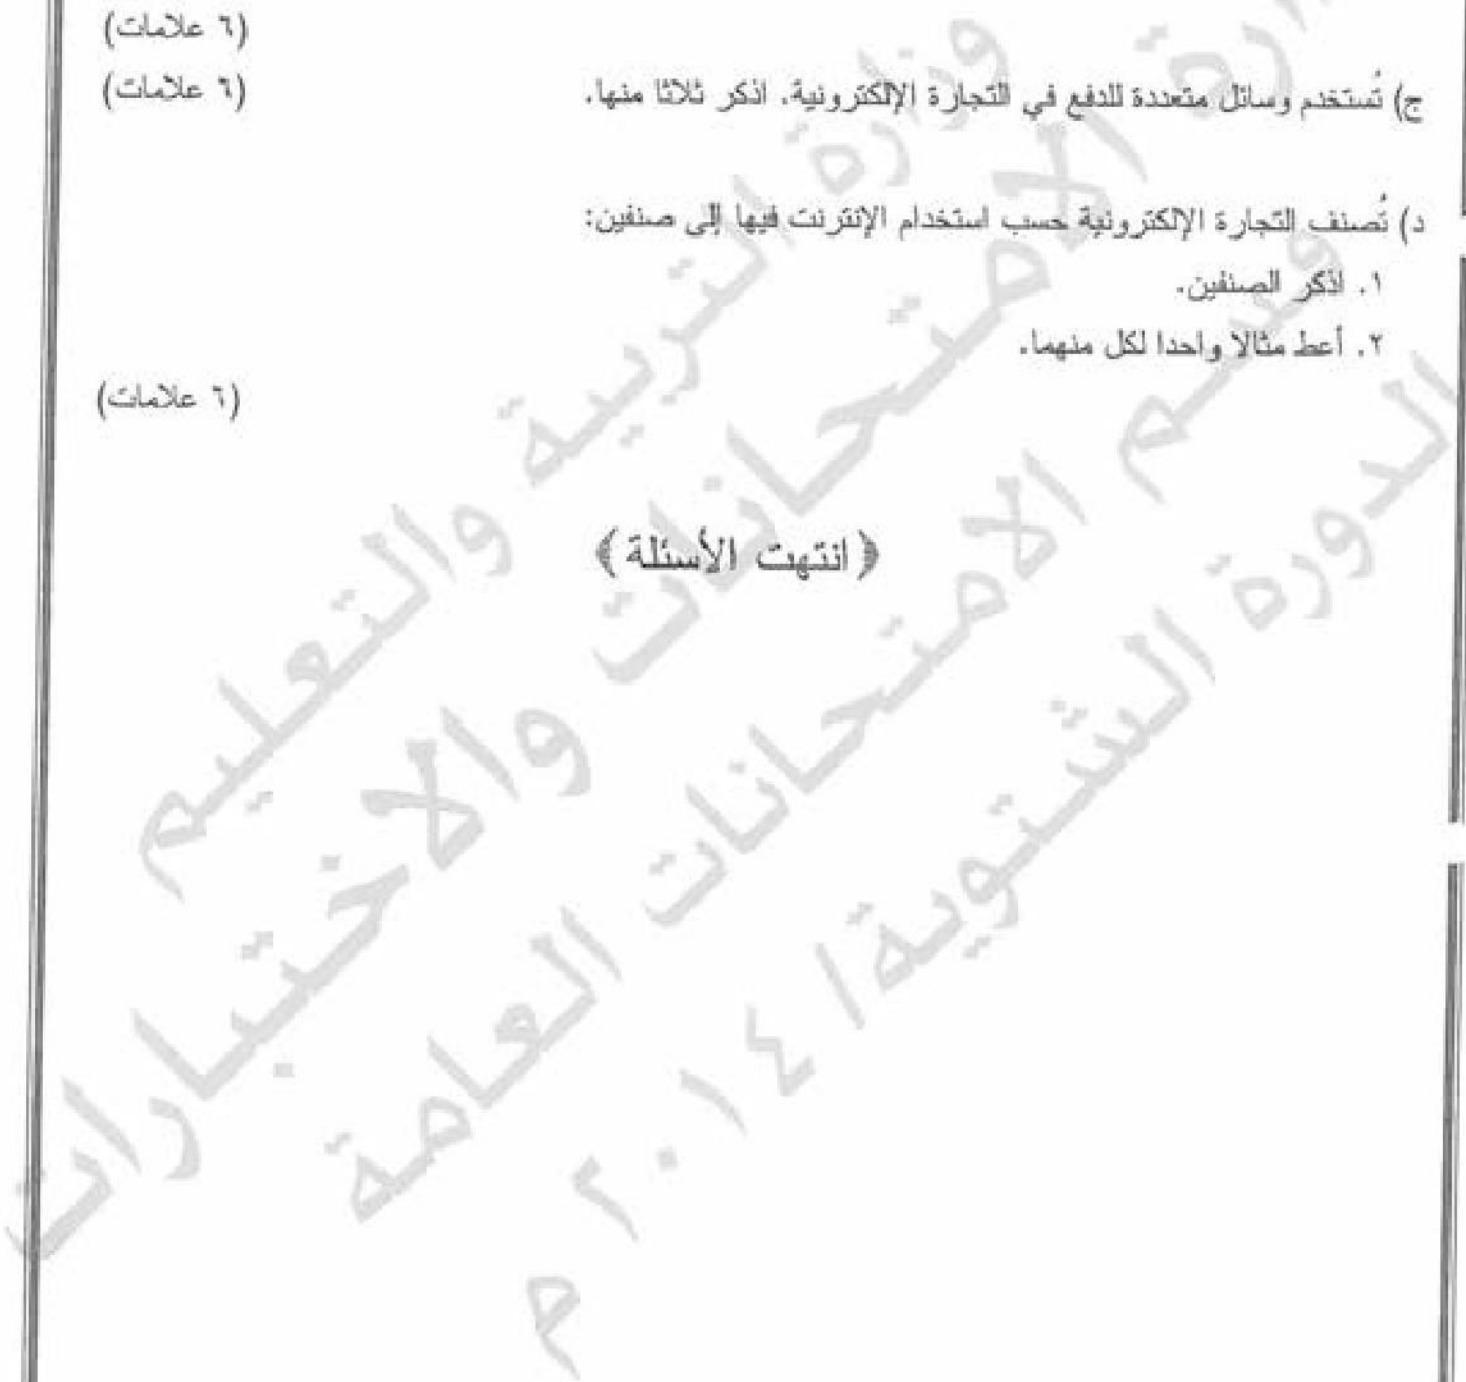 (٦ علامات)
ج) تُستخدم وسائل متعددة للدفع في التجارة الإلكترونية. اذكر ثلاثا منها. (٦ علامات)
د) تُصنف التجارة الإلكترونية حسب استخدام الإنترنت فيها إلى صنفين:
١. اذكر الصنفين.
٢. أعط مثالا واحدا لكل منهما.
(٦ علامات)
﴿انتهت الأسئلة﴾
وزارة التربية والتعليم
إدارة الامتحانات والاختبارات
قسم الامتحانات العامة
الدورة الشتوية/ ٢٠١٤ م